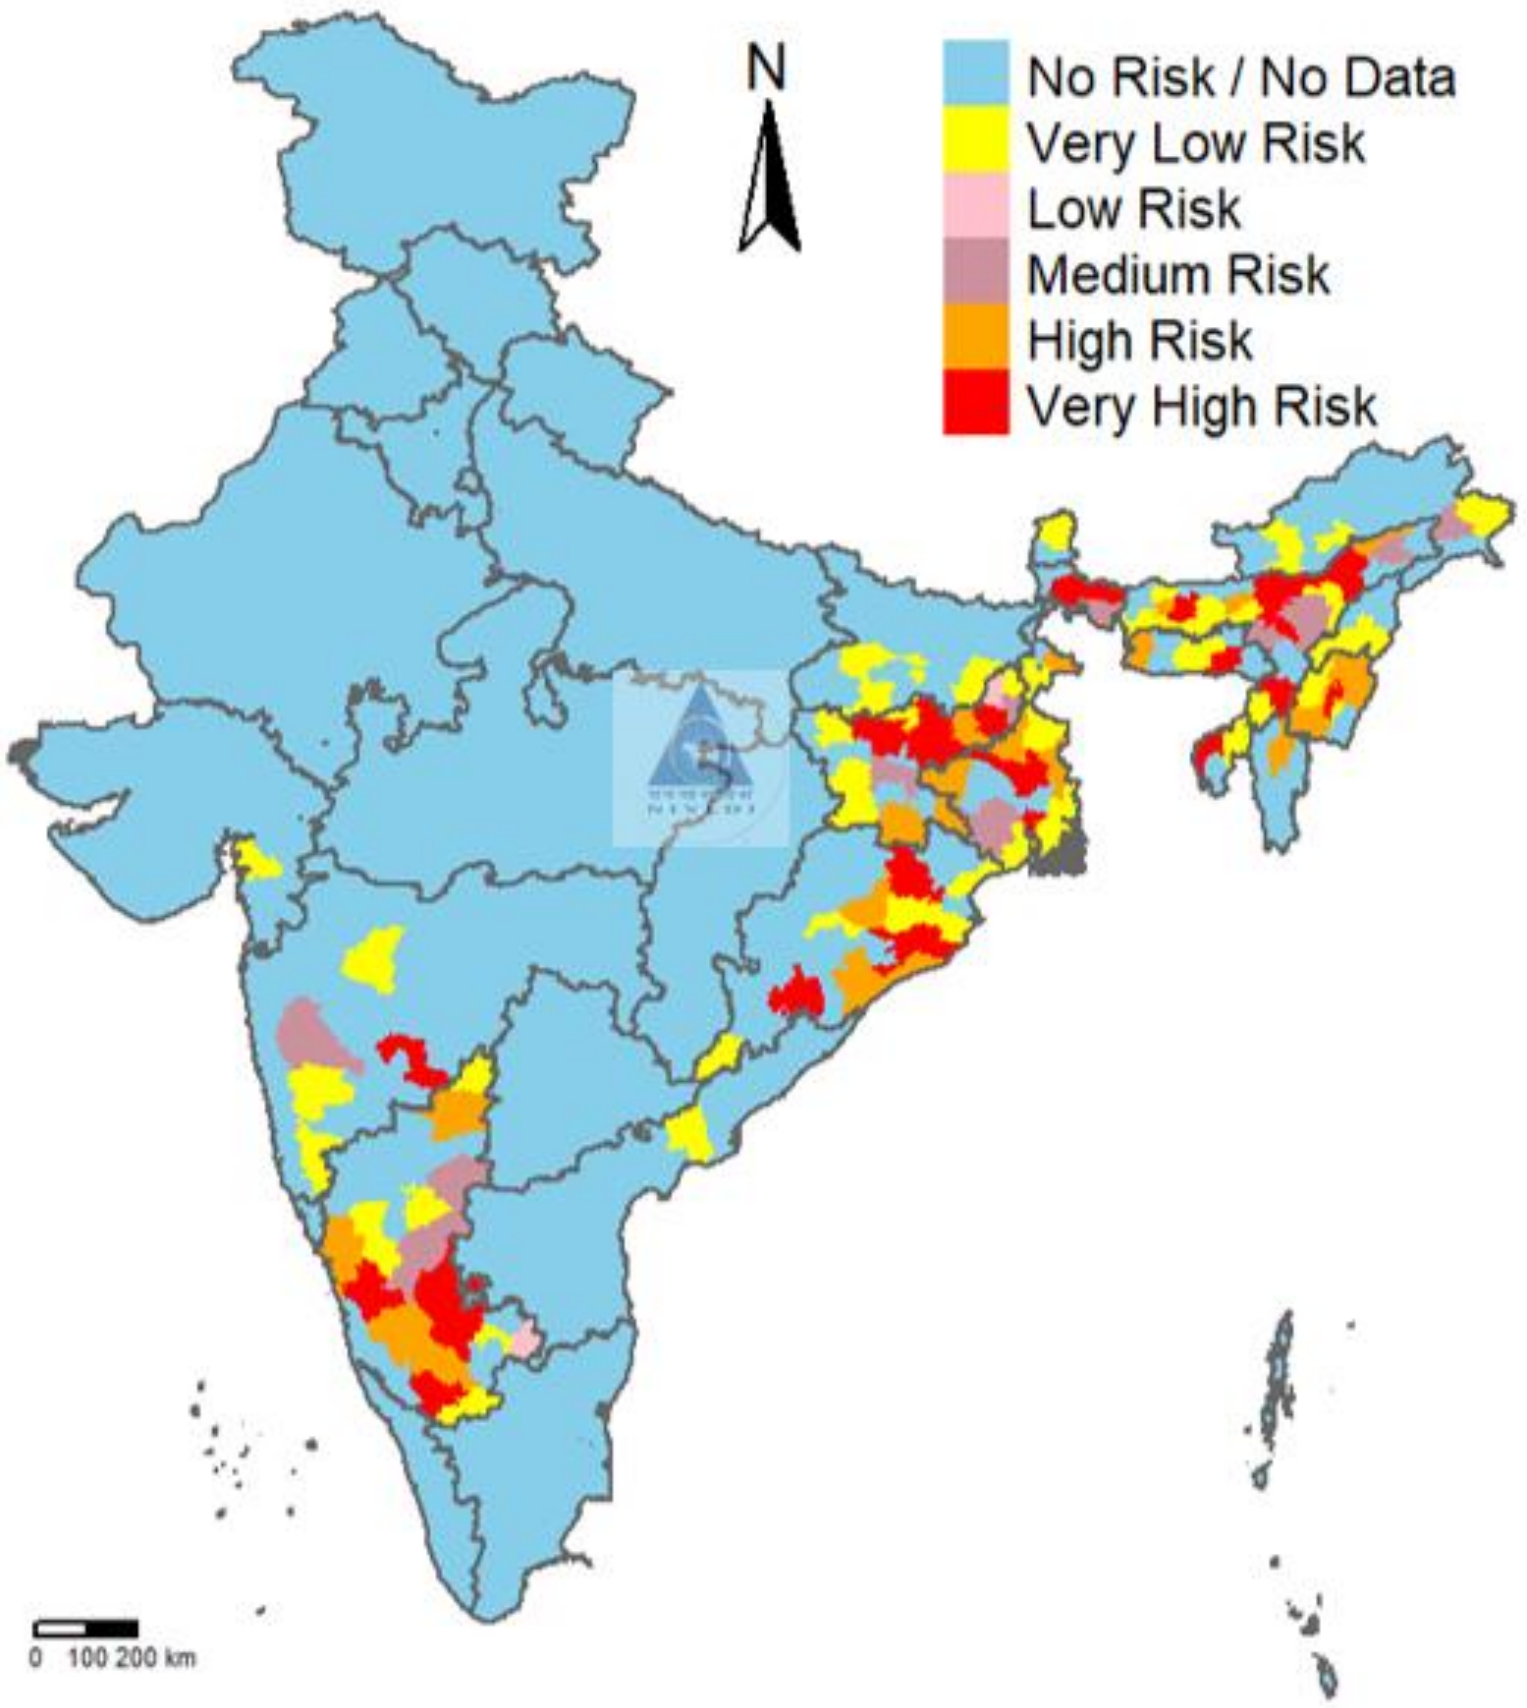 N
No Risk / No Data
Very Low Risk
Low Risk
Medium Risk
High Risk
Very High Risk
N I V E D I
0 100 200 km